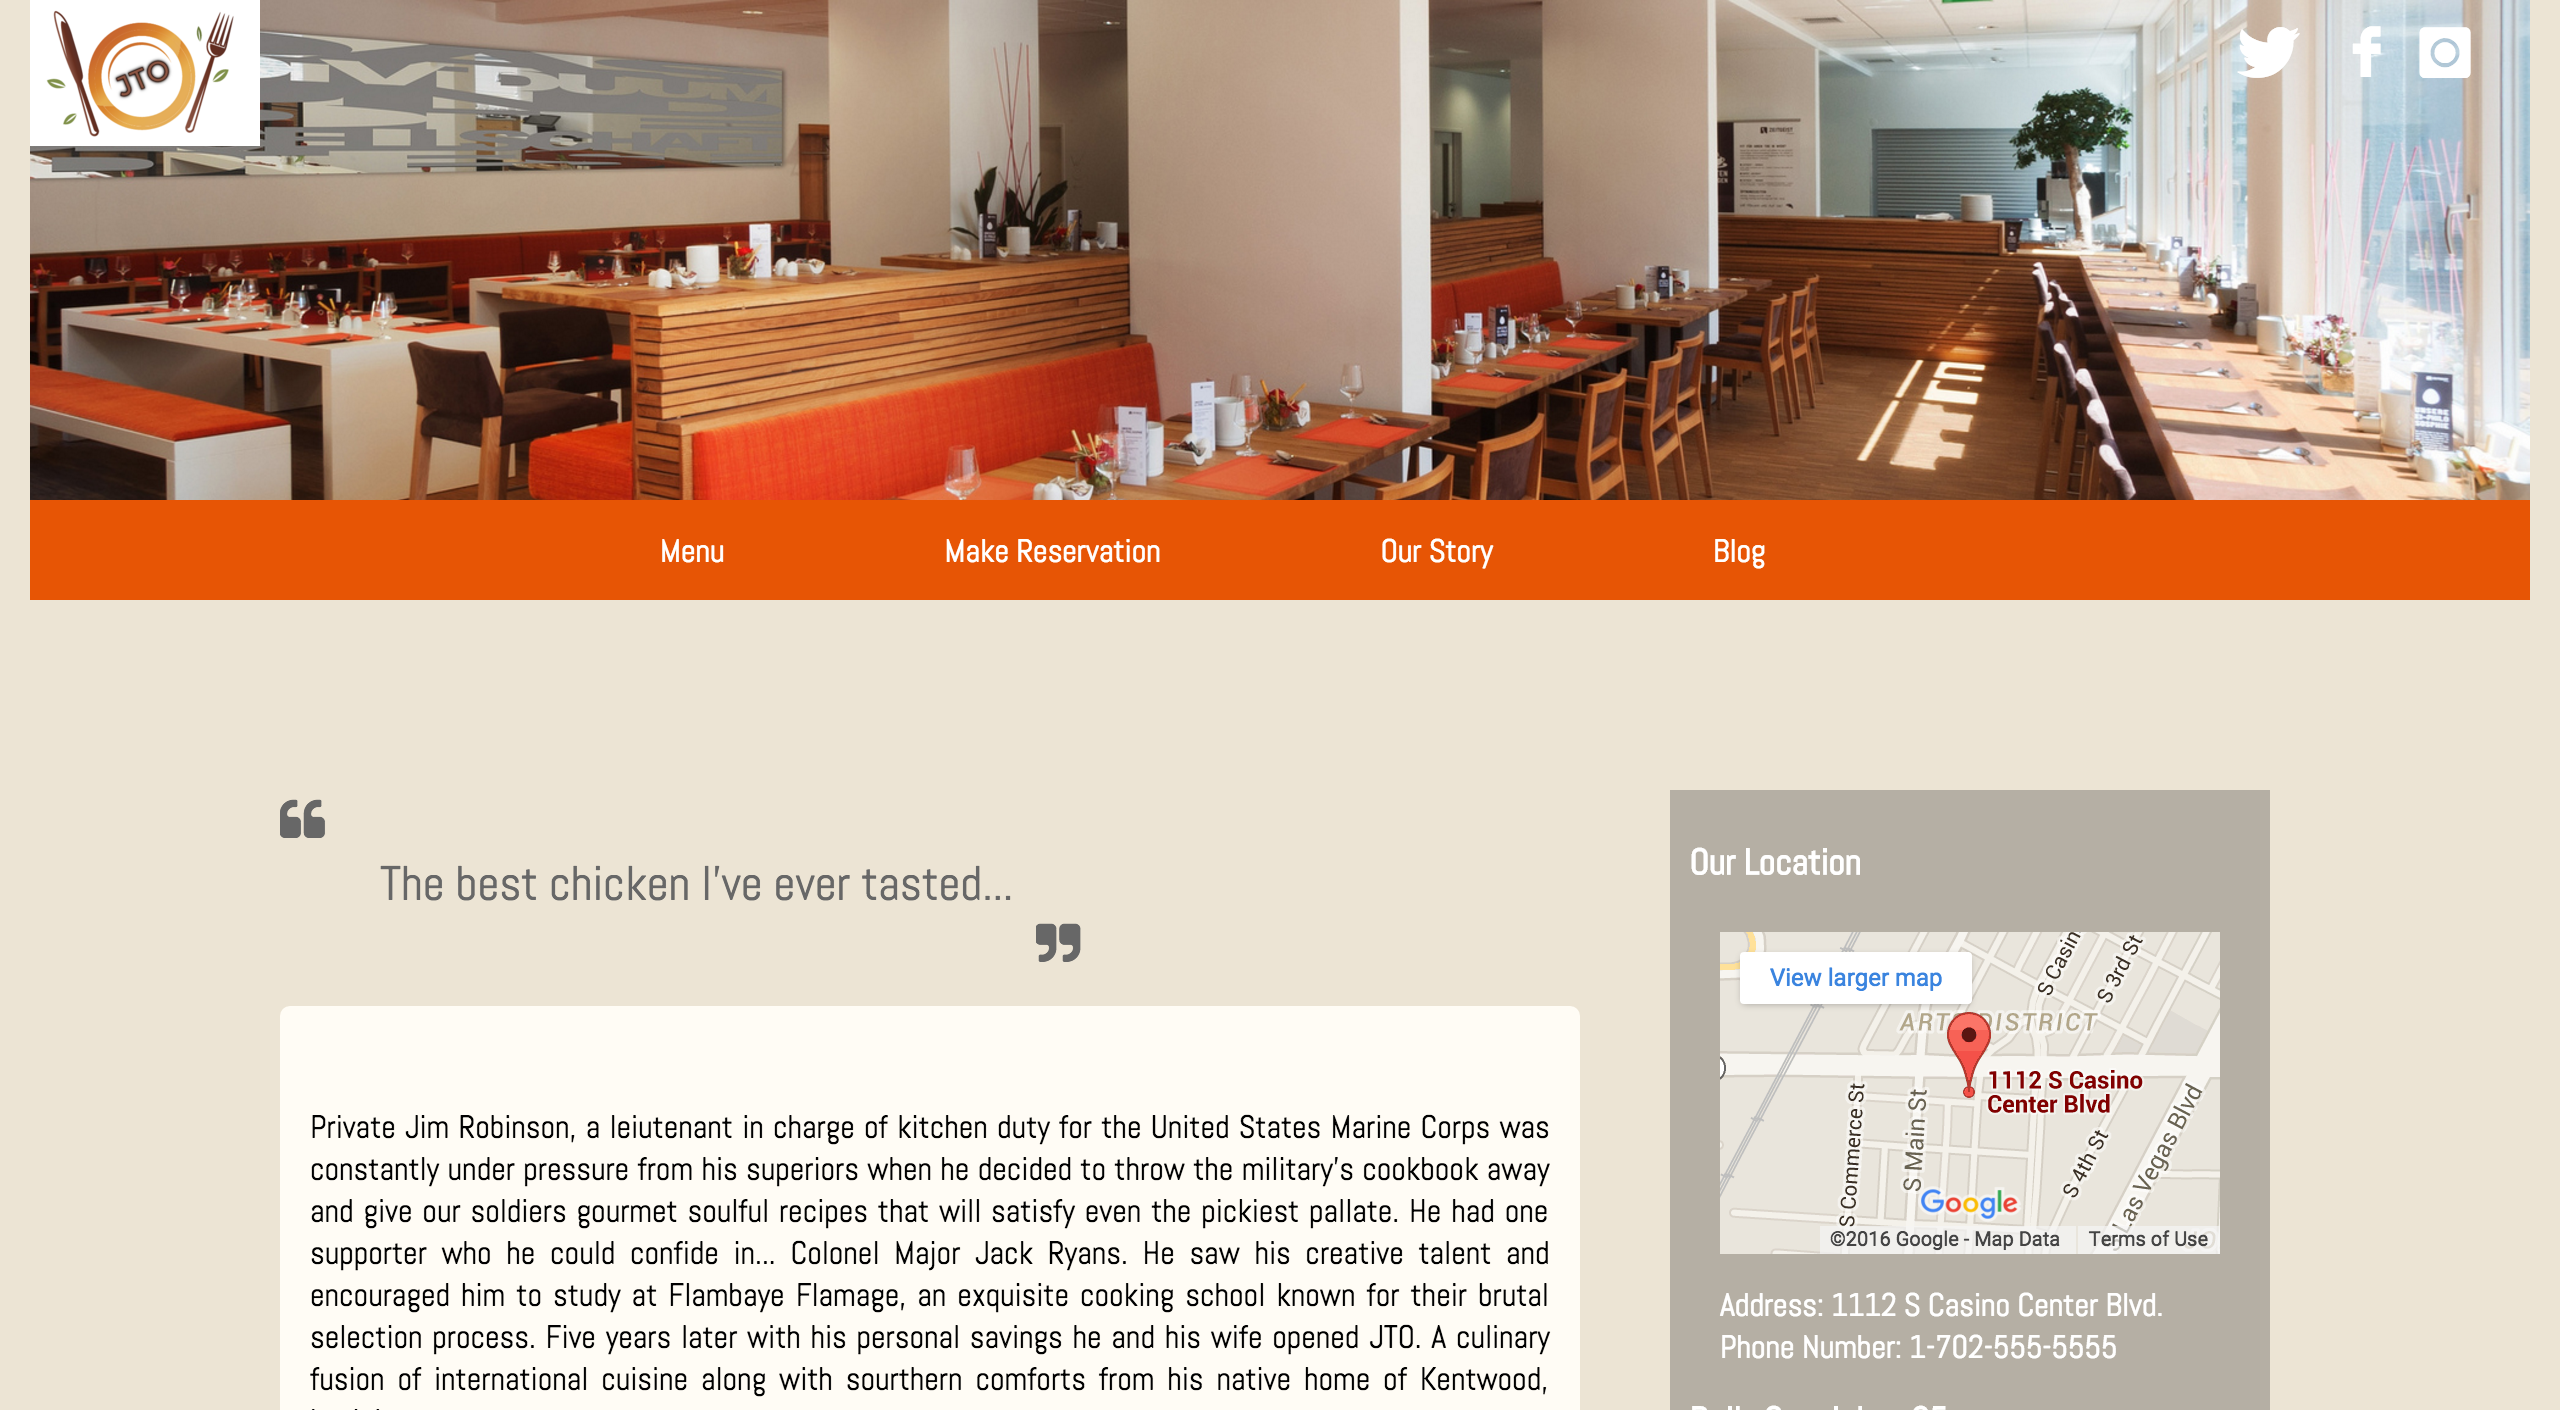 JTO
Menu
Make Reservation
Our Story
Blog
“
The best chicken I've ever tasted...
”
Private Jim Robinson, a leiutenant in charge of kitchen duty for the United States Marine Corps was
constantly under pressure from his superiors when he decided to throw the military's cookbook away
and give our soldiers gourmet soulful recipes that will satisfy even the pickiest pallate. He had one
supporter who he could confide in... Colonel Major Jack Ryans. He saw his creative talent and
encouraged him to study at Flambaye Flamage, an exquisite cooking school known for their brutal
selection process. Five years later with his personal savings he and his wife opened JTO. A culinary
fusion of international cuisine along with sourthern comforts from his native home of Kentwood,
Our Location
View larger map
S Casin
S 3rd St
ARTS DISTRICT
1112 S Casino
Center Blvd
S Commerce St
S Main St
S 4th St
Las Vegas Blvd
Google
©2016 Google - Map Data
Terms of Use
Address: 1112 S Casino Center Blvd.
Phone Number: 1-702-555-5555